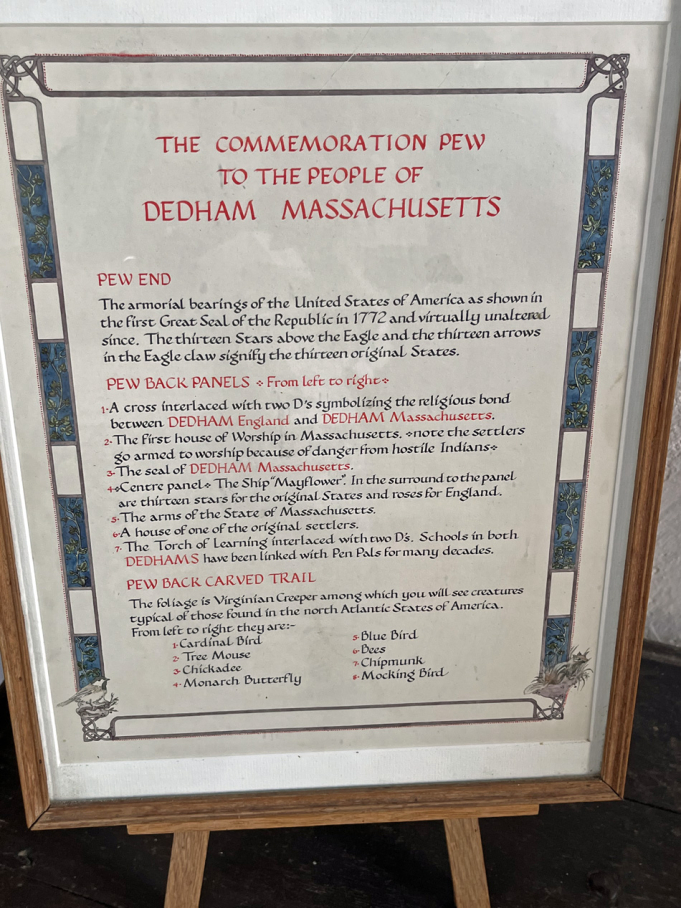 THE COMMEMORATION PEW
TO THE PEOPLE OF
DEDHAM MASSACHUSETTS
PEW END
The armorial bearings of the United States of America as shown in
the first Great Seal of the Republic in 1772 and virtually unaltered
since. The thirteen Stars above the Eagle and the thirteen arrows
in the Eagle claw signify the thirteen original States.
PEW BACK PANELS From left to right
1. A cross interlaced with two D's symbolizing the religious bond
between DEDHAM England and DEDHAM Massachusetts.
2. The first house of Worship in Massachusetts. note the settlers
go armed to worship because of danger from hostile Indians
3. The seal of DEDHAM Massachusetts.
4. Centre panel The Ship "Mayflower". In the surround to the panel
are thirteen stars for the original States and roses for England.
5. The arms of the State of Massachusetts.
6. A house of one of the original settlers.
7. The Torch of Learning interlaced with two D's. Schools in both
DEDHAMS have been linked with Pen Pals for many decades.
PEW BACK CARVED TRAIL
The foliage is Virginian Creeper among which you will see creatures
typical of those found in the north Atlantic States of America.
From left to right they are:-
1. Cardinal Bird
2. Tree Mouse
3. Chickadee
4. Monarch Butterfly
5. Blue Bird
6. Bees
7. Chipmunk
8. Mocking Bird